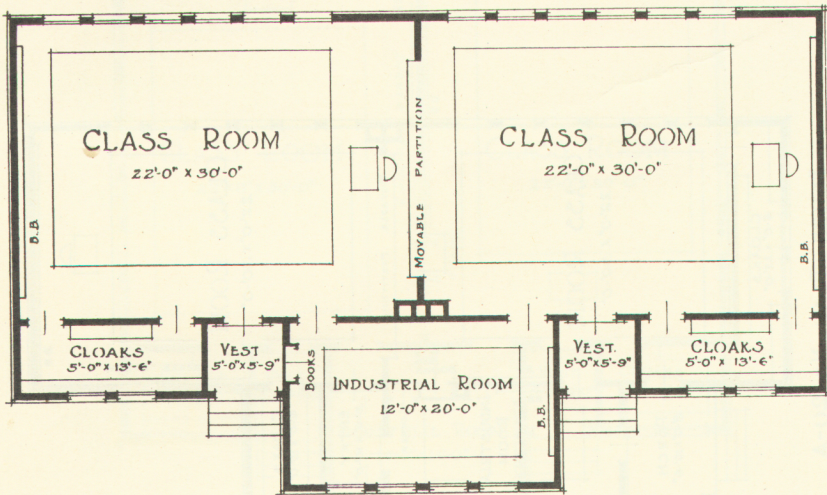 CLASS ROOM
22'-0" x 30'-0"
B.B.
MOVABLE PARTITION
CLASS ROOM
22'-0" x 30'-0"
B.B.
CLOAKS
5'-0" x 13'-6"
VEST
5'-0" x 5'-9"
BOOKS
INDUSTRIAL ROOM
12'-0" x 20'-0"
B.B.
VEST.
5'-0" x 5'-9"
CLOAKS
5'-0" x 13'-6"